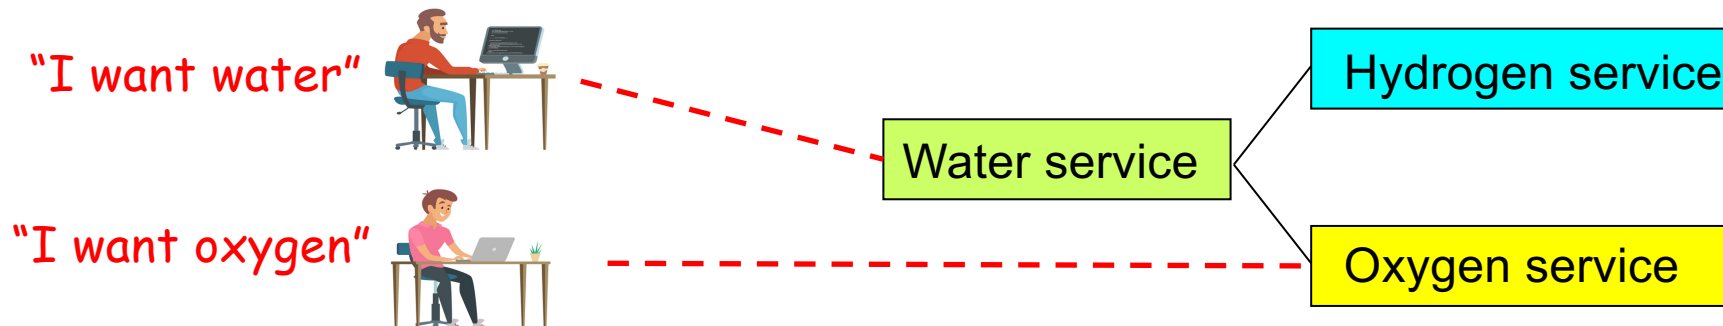 “I want water”
Hydrogen service
Water service
“I want oxygen”
Oxygen service